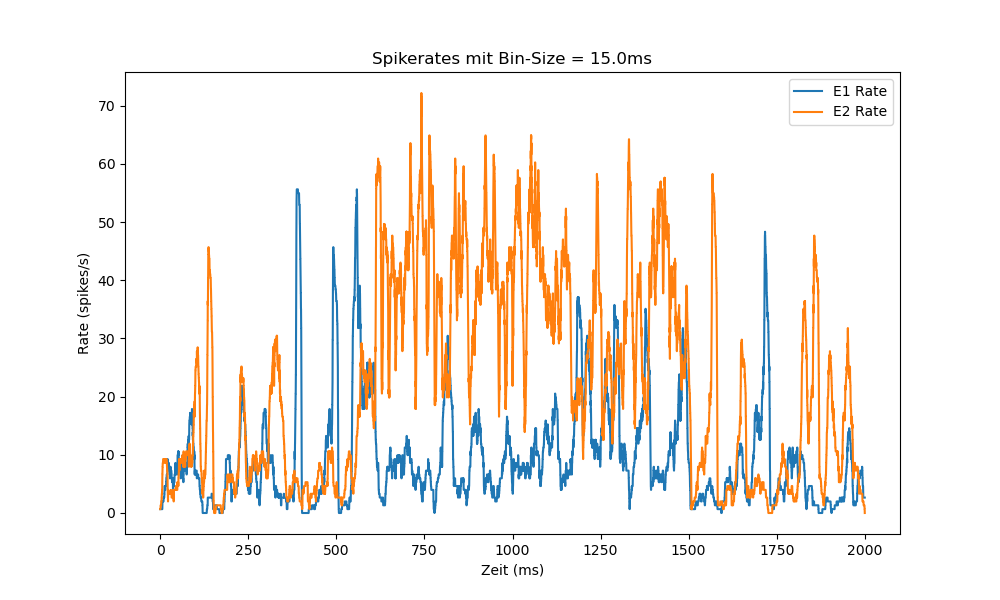 Spikerates mit Bin-Size = 15.0ms
E1 Rate
E2 Rate
Rate (spikes/s)
70
60
50
40
30
20
10
0
0 250 500 750 1000 1250 1500 1750 2000
Zeit (ms)